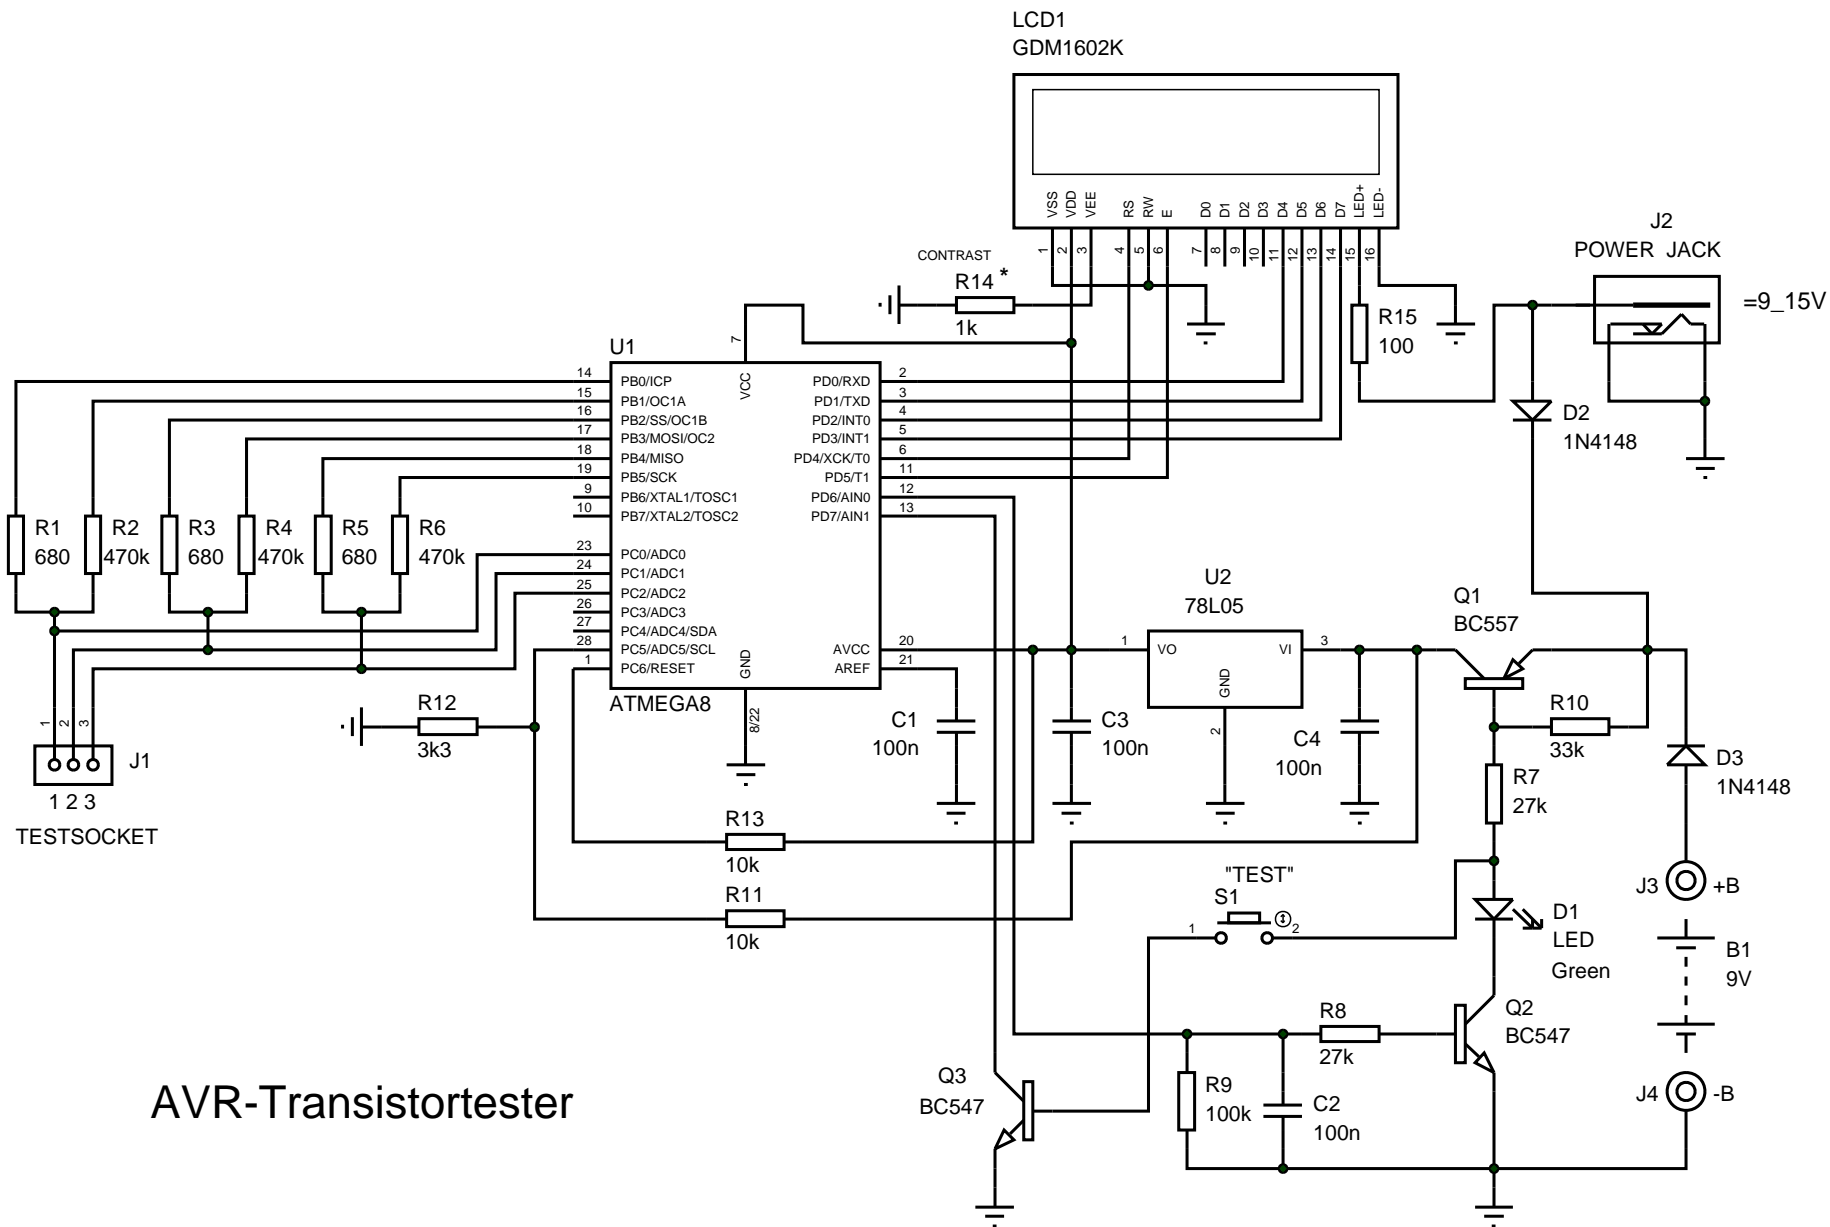 LCD1
GDM1602K
VSS
VDD
VEE
RS
RW
E
D0
D1
D2
D3
D4
D5
D6
D7
LED+
LED-
1
2
3
4
5
6
7
8
9
10
11
12
13
14
15
16
J2
POWER JACK
=9_15V
CONTRAST
R14 *
1k
R15
100
D2
1N4148
U1
7
VCC
14 PB0/ICP
15 PB1/OC1A
16 PB2/SS/OC1B
17 PB3/MOSI/OC2
18 PB4/MISO
19 PB5/SCK
9 PB6/XTAL1/TOSC1
10 PB7/XTAL2/TOSC2
23 PC0/ADC0
24 PC1/ADC1
25 PC2/ADC2
26 PC3/ADC3
27 PC4/ADC4/SDA
28 PC5/ADC5/SCL
1 PC6/RESET
PD0/RXD 2
PD1/TXD 3
PD2/INT0 4
PD3/INT1 5
PD4/XCK/T0 6
PD5/T1 11
PD6/AIN0 12
PD7/AIN1 13
AVCC 20
AREF 21
GND
8/22
ATMEGA8
R1
680
R2
470k
R3
680
R4
470k
R5
680
R6
470k
R12
3k3
1
2
3
J1
1 2 3
TESTSOCKET
C1
100n
C3
100n
U2
78L05
1 VO
VI 3
GND
2
C4
100n
Q1
BC557
R10
33k
R7
27k
D3
1N4148
R13
10k
R11
10k
"TEST"
S1
1
2
J3
+B
D1
LED
Green
B1
9V
R8
27k
Q2
BC547
Q3
BC547
R9
100k
C2
100n
J4
-B
AVR-Transistortester